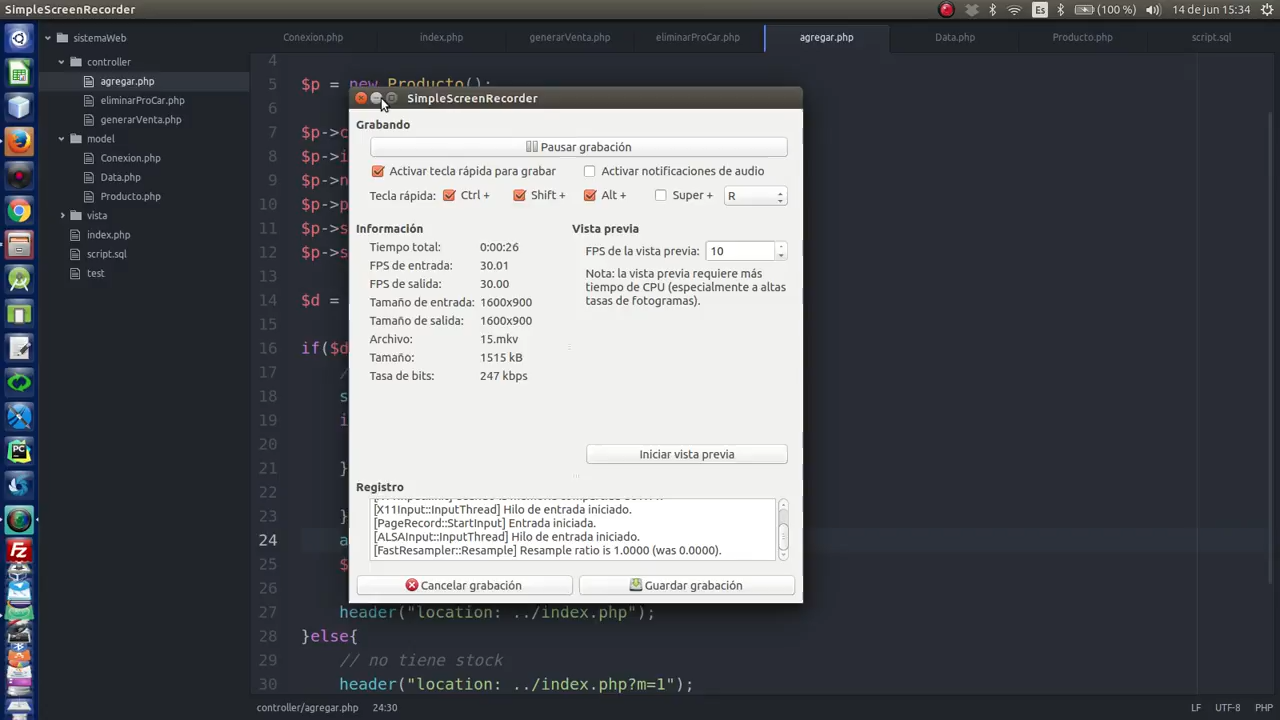 SimpleScreenRecorder
Es
(100 %)
14 de jun 15:34
sistemaWeb
controller
agregar.php
eliminarProCar.php
generarVenta.php
model
Conexion.php
Data.php
Producto.php
vista
index.php
script.sql
test
Conexion.php index.php generarVenta.php eliminarProCar.php agregar.php Data.php Producto.php script.sql
4
5 $p = new Producto();
6
7 $p->c
8 $p->i
9 $p->n
10 $p->p
11 $p->s
12 $p->s
13
14 $d =
15
16 if($d
17 /
18 s
19 i
20
21 }
22
23 }
24 a
25 $
26
27 header("location: ../index.php");
28 }else{
29 // no tiene stock
30 header("location: ../index.php?m=1");
SimpleScreenRecorder
Grabando
Pausar grabación
Activar tecla rápida para grabar
Activar notificaciones de audio
Tecla rápida: Ctrl + Shift + Alt + Super + R
Información
Tiempo total: 0:00:26
FPS de entrada: 30.01
FPS de salida: 30.00
Tamaño de entrada: 1600x900
Tamaño de salida: 1600x900
Archivo: 15.mkv
Tamaño: 1515 kB
Tasa de bits: 247 kbps
Vista previa
FPS de la vista previa: 10
Nota: la vista previa requiere más
tiempo de CPU (especialmente a altas
tasas de fotogramas).
Iniciar vista previa
Registro
[X11Input::InputThread] Hilo de entrada iniciado.
[PageRecord::StartInput] Entrada iniciada.
[ALSAInput::InputThread] Hilo de entrada iniciado.
[FastResampler::Resample] Resample ratio is 1.0000 (was 0.0000).
Cancelar grabación
Guardar grabación
controller/agregar.php 24:30
LF UTF-8 PHP
PC
Fz